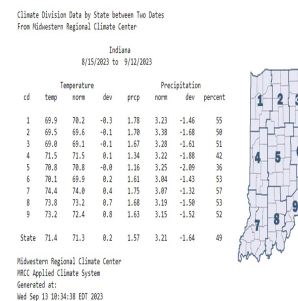 Climate Division Data by State between Two Dates
From Midwestern Regional Climate Center
Indiana
8/15/2023 to 9/12/2023
Temperature Precipitation
cd temp norm dev prcp norm dev percent
1 69.9 70.2 -0.3 1.78 3.23 -1.46 55
2 69.5 69.6 -0.1 1.70 3.38 -1.68 50
3 69.0 69.1 -0.1 1.67 3.28 -1.61 51
4 71.5 71.5 0.1 1.34 3.22 -1.88 42
5 70.8 70.8 -0.0 1.16 3.25 -2.09 36
6 70.1 69.9 0.2 1.61 3.04 -1.43 53
7 74.4 74.0 0.4 1.75 3.07 -1.32 57
8 73.8 73.2 0.7 1.68 3.19 -1.50 53
9 73.2 72.4 0.8 1.63 3.15 -1.52 52
State 71.4 71.3 0.2 1.57 3.21 -1.64 49
Midwestern Regional Climate Center
MRCC Applied Climate System
Generated at:
Wed Sep 13 10:34:38 EDT 2023
1 2 3
4 5
7 8 9